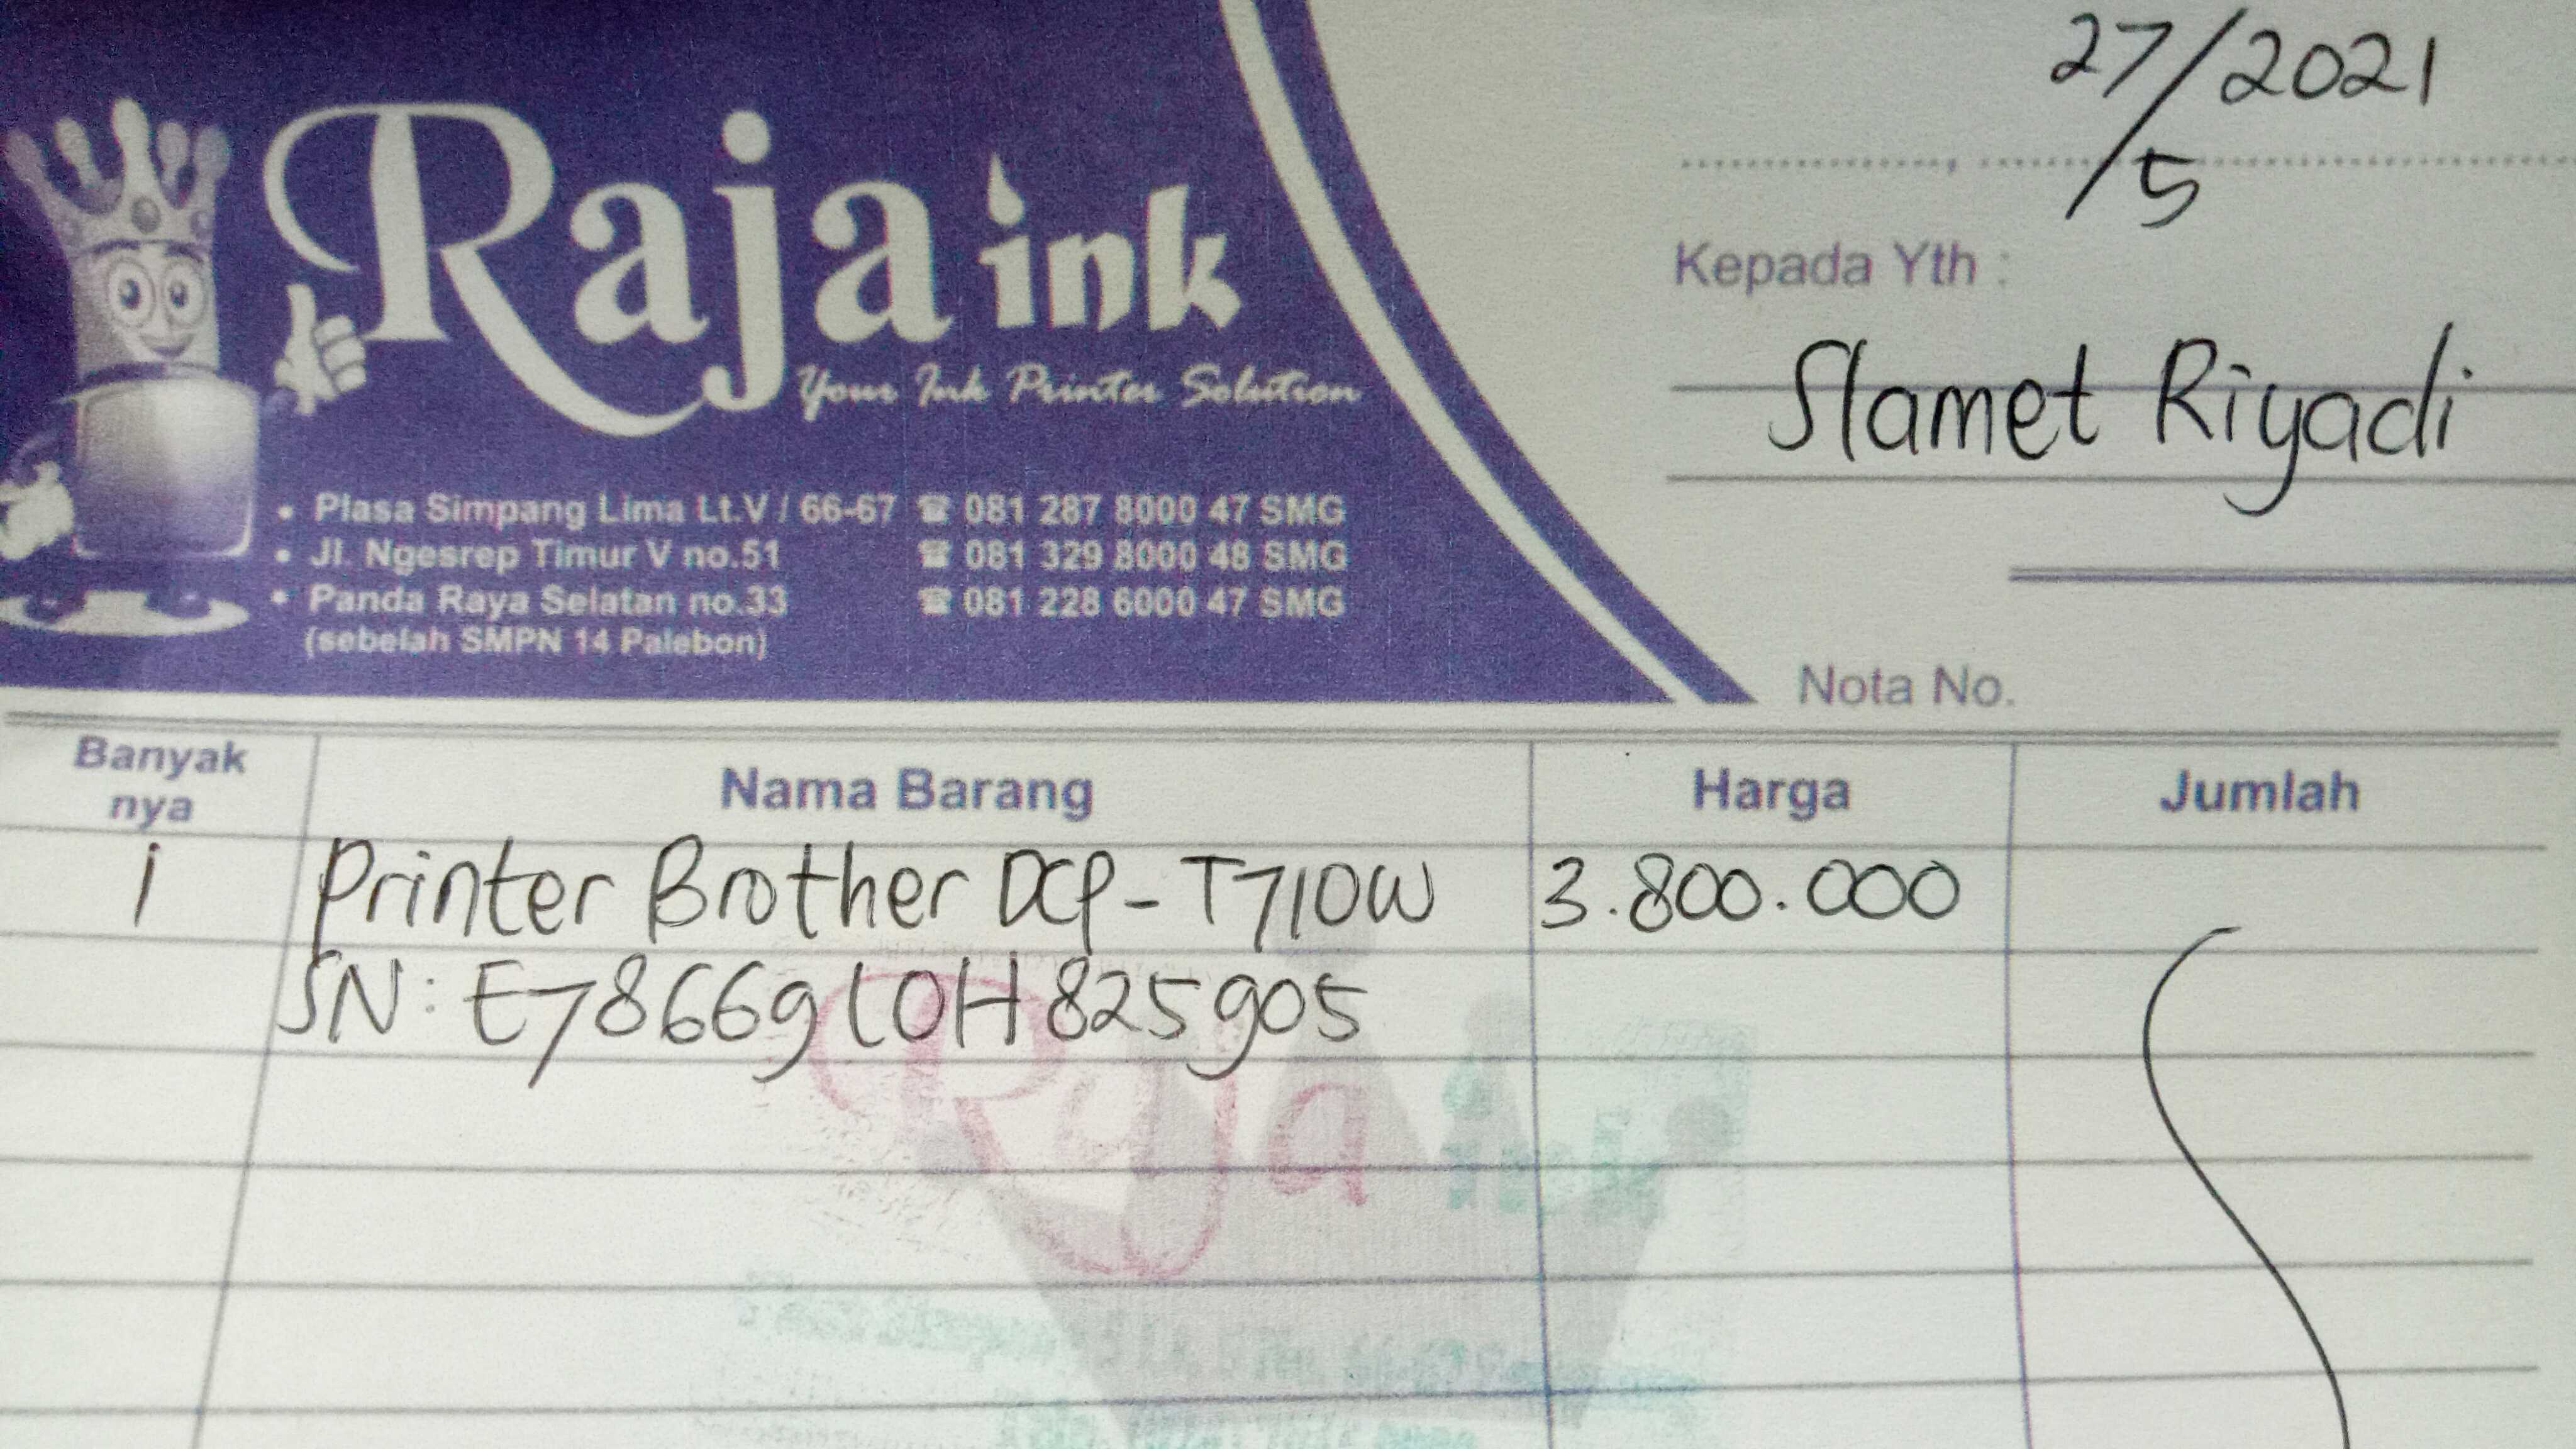 27/5/2021
Raja ink
Your Ink Printer Solution
Kepada Yth :
Slamet Riyadi
• Plasa Simpang Lima Lt.V / 66-67 ☎ 081 287 8000 47 SMG
• Jl. Ngesrep Timur V no.51 ☎ 081 329 8000 48 SMG
• Panda Raya Selatan no.33 ☎ 081 228 6000 47 SMG
(sebelah SMPN 14 Palebon)
Nota No.
Banyak nya Nama Barang Harga Jumlah
1 Printer Brother DCP-T710W 3.800.000
SN: E78669L0H825905
Raja